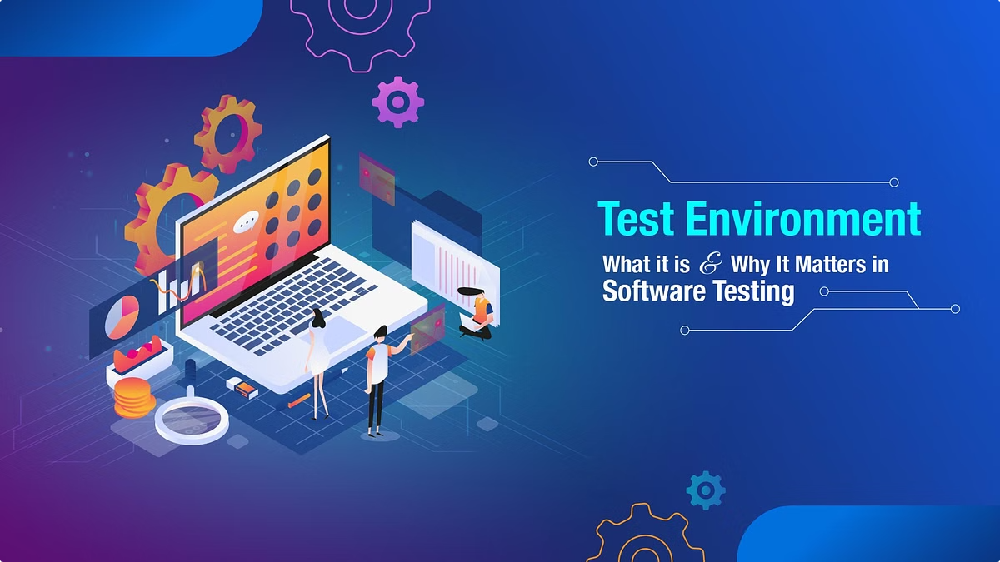 Test Environment
What it is & Why It Matters in
Software Testing